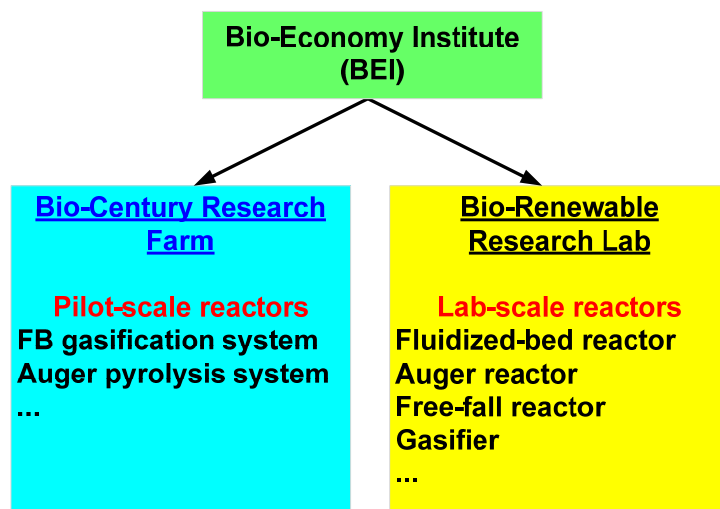 Bio-Economy Institute
(BEI)
Bio-Century Research
Farm
Pilot-scale reactors
FB gasification system
Auger pyrolysis system
...
Bio-Renewable
Research Lab
Lab-scale reactors
Fluidized-bed reactor
Auger reactor
Free-fall reactor
Gasifier
...